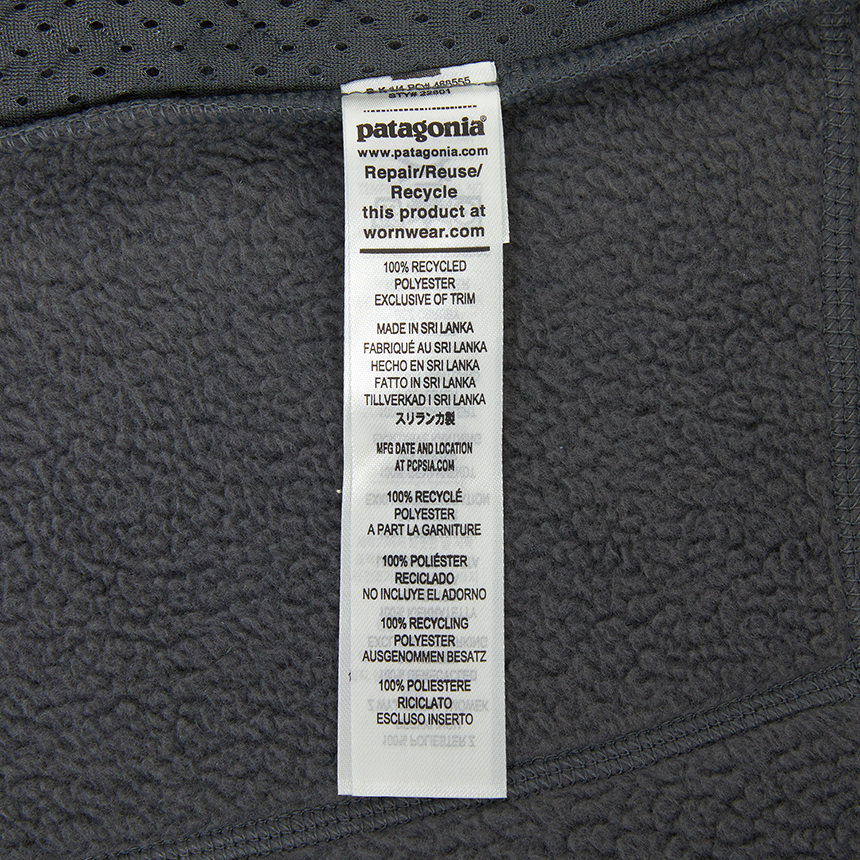 STY# 22801
patagonia®
www.patagonia.com
Repair/Reuse/
Recycle
this product at
wornwear.com
100% RECYCLED
POLYESTER
EXCLUSIVE OF TRIM
MADE IN SRI LANKA
FABRIQUÉ AU SRI LANKA
HECHO EN SRI LANKA
FATTO IN SRI LANKA
TILLVERKAD I SRI LANKA
スリランカ製
MFG DATE AND LOCATION
AT PCPSIA.COM
100% RECYCLÉ
POLYESTER
A PART LA GARNITURE
100% POLIÉSTER
RECICLADO
NO INCLUYE EL ADORNO
100% RECYCLING
POLYESTER
AUSGENOMMEN BESATZ
100% POLIESTERE
RICICLATO
ESCLUSO INSERTO